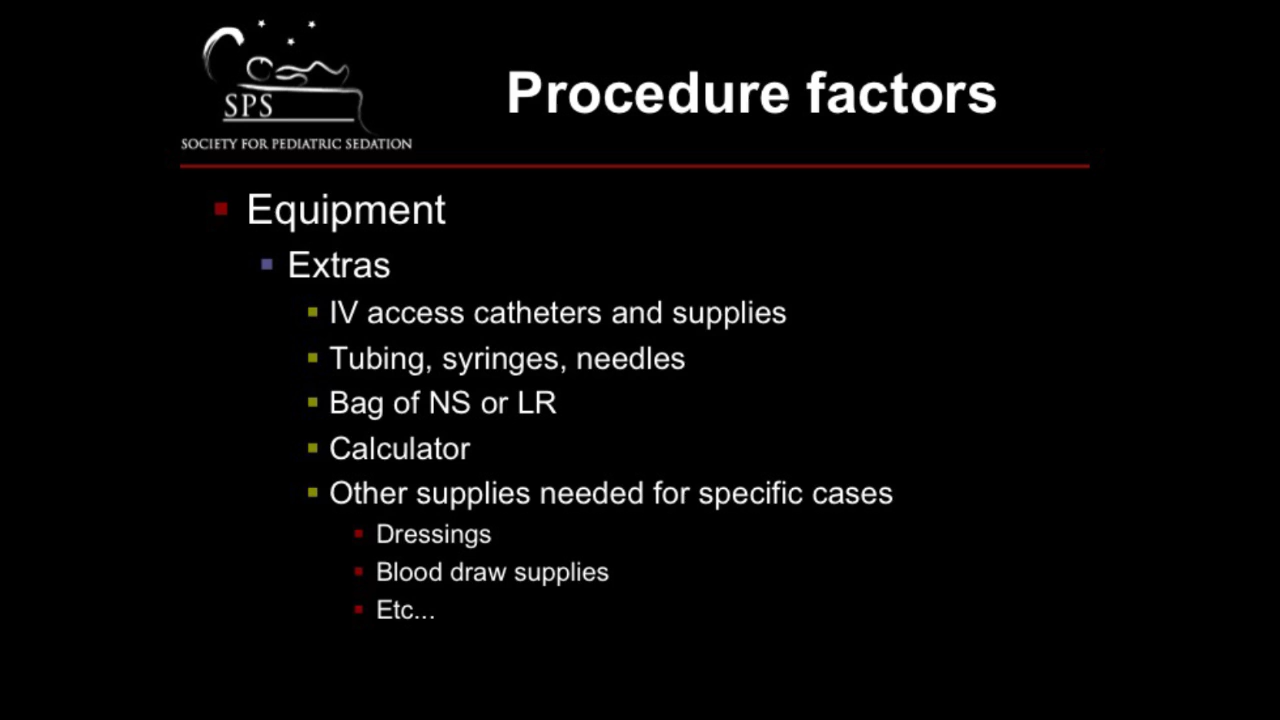 SPS
SOCIETY FOR PEDIATRIC SEDATION
Procedure factors
Equipment
Extras
IV access catheters and supplies
Tubing, syringes, needles
Bag of NS or LR
Calculator
Other supplies needed for specific cases
Dressings
Blood draw supplies
Etc...